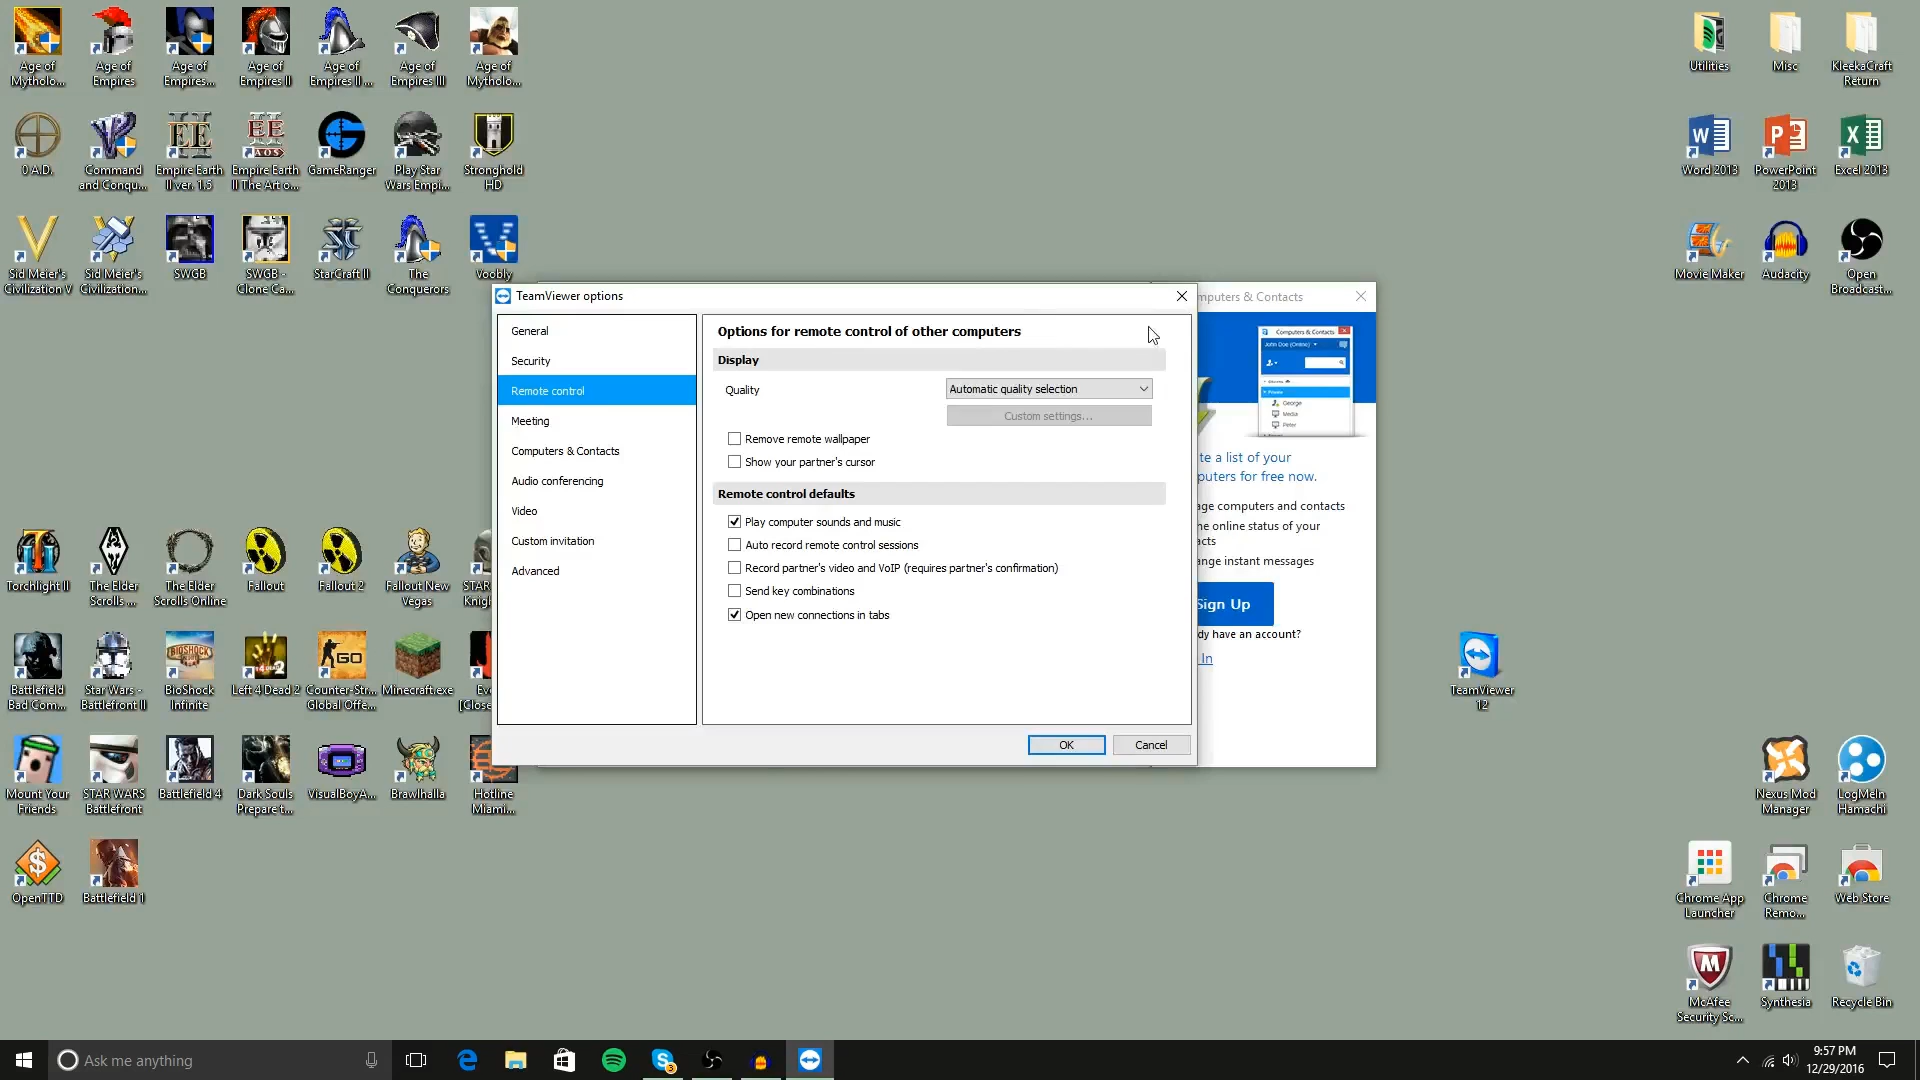 Age of
Mytholo...
Age of
Empires
Age of
Empires...
Age of
Empires II
Age of
Empires II ...
Age of
Empires III
Age of
Mytholo...
Utilities
Misc
KleekaCraft
Return
0 A.D.
Command
and Conqu...
Empire Earth
II ver. 1.5
Empire Earth
II The Art o...
GameRanger
Play Star
Wars Empi...
Stronghold
HD
Word 2013
PowerPoint
2013
Excel 2013
Sid Meier's
Civilization V
Sid Meier's
Civilization...
SWGB
SWGB -
Clone Ca...
StarCraft II
The
Conquerors
Voobly
Movie Maker
Audacity
Open
Broadcast...
TeamViewer options
General
Security
Remote control
Meeting
Computers & Contacts
Audio conferencing
Video
Custom invitation
Advanced
Options for remote control of other computers
Display
Quality
Automatic quality selection
Custom settings...
Remove remote wallpaper
Show your partner's cursor
Remote control defaults
Play computer sounds and music
Auto record remote control sessions
Record partner's video and VoIP (requires partner's confirmation)
Send key combinations
Open new connections in tabs
OK
Cancel
mputers & Contacts
Computers & Contacts
John Doe (Online)
George
Media
Peter
te a list of your
puters for free now.
age computers and contacts
he online status of your
acts
ange instant messages
Sign Up
dy have an account?
In
TeamViewer
12
Torchlight II
The Elder
Scrolls ...
The Elder
Scrolls Online
Fallout
Fallout 2
Fallout New
Vegas
STAR
Knigh
Battlefield
Bad Com...
Star Wars -
Battlefront II
BioShock
Infinite
Left 4 Dead 2
Counter-Str...
Global Offe...
Minecraft.exe
Evo
[Close
Mount Your
Friends
STAR WARS
Battlefront
Battlefield 4
Dark Souls
Prepare t...
VisualBoyA...
Brawlhalla
Hotline
Miami...
Nexus Mod
Manager
LogMeIn
Hamachi
OpenTTD
Battlefield 1
Chrome App
Launcher
Chrome
Remo...
Web Store
McAfee
Security Sc...
Synthesia
Recycle Bin
Ask me anything
9:57 PM
12/29/2016